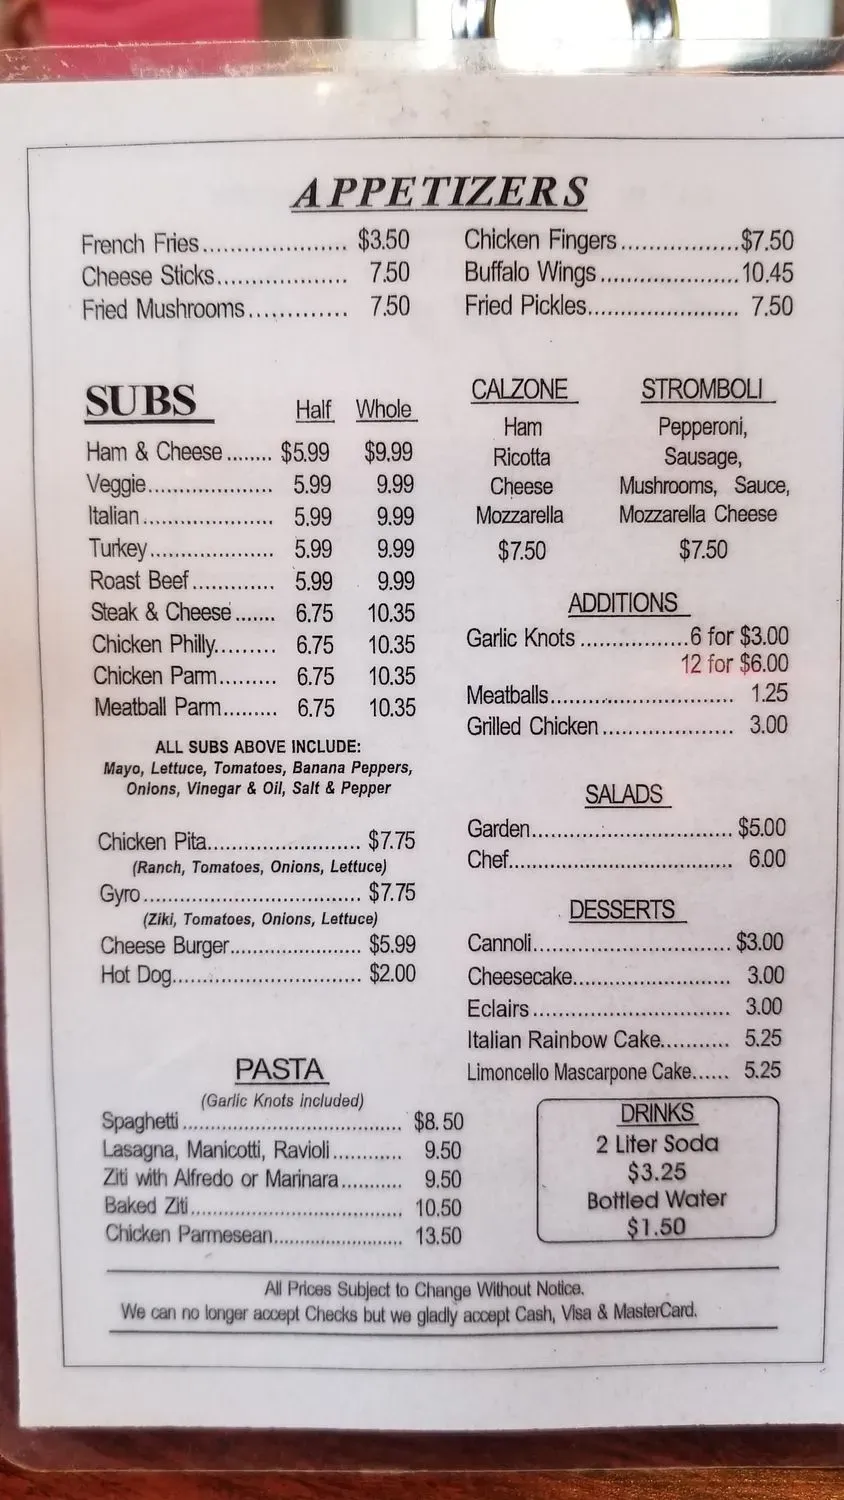 APPETIZERS
French Fries..................... $3.50
Cheese Sticks................... 7.50
Fried Mushrooms............. 7.50
Chicken Fingers.................$7.50
Buffalo Wings....................10.45
Fried Pickles...................... 7.50
SUBS Half Whole
Ham & Cheese........ $5.99 $9.99
Veggie.................... 5.99 9.99
Italian..................... 5.99 9.99
Turkey.................... 5.99 9.99
Roast Beef............. 5.99 9.99
Steak & Cheese....... 6.75 10.35
Chicken Philly.......... 6.75 10.35
Chicken Parm......... 6.75 10.35
Meatball Parm......... 6.75 10.35
ALL SUBS ABOVE INCLUDE:
Mayo, Lettuce, Tomatoes, Banana Peppers,
Onions, Vinegar & Oil, Salt & Pepper
Chicken Pita......................... $7.75
(Ranch, Tomatoes, Onions, Lettuce)
Gyro................................... $7.75
(Ziki, Tomatoes, Onions, Lettuce)
Cheese Burger..................... $5.99
Hot Dog.............................. $2.00
PASTA
(Garlic Knots included)
Spaghetti.................................... $8.50
Lasagna, Manicotti, Ravioli............ 9.50
Ziti with Alfredo or Marinara.......... 9.50
Baked Ziti................................... 10.50
Chicken Parmesean..................... 13.50
CALZONE
Ham
Ricotta
Cheese
Mozzarella
$7.50
STROMBOLI
Pepperoni,
Sausage,
Mushrooms, Sauce,
Mozzarella Cheese
$7.50
ADDITIONS
Garlic Knots.................6 for $3.00
12 for $6.00
Meatballs.............................. 1.25
Grilled Chicken..................... 3.00
SALADS
Garden................................ $5.00
Chef.................................... 6.00
DESSERTS
Cannoli................................ $3.00
Cheesecake......................... 3.00
Eclairs................................ 3.00
Italian Rainbow Cake........... 5.25
Limoncello Mascarpone Cake...... 5.25
DRINKS
2 Liter Soda
$3.25
Bottled Water
$1.50
All Prices Subject to Change Without Notice.
We can no longer accept Checks but we gladly accept Cash, Visa & MasterCard.